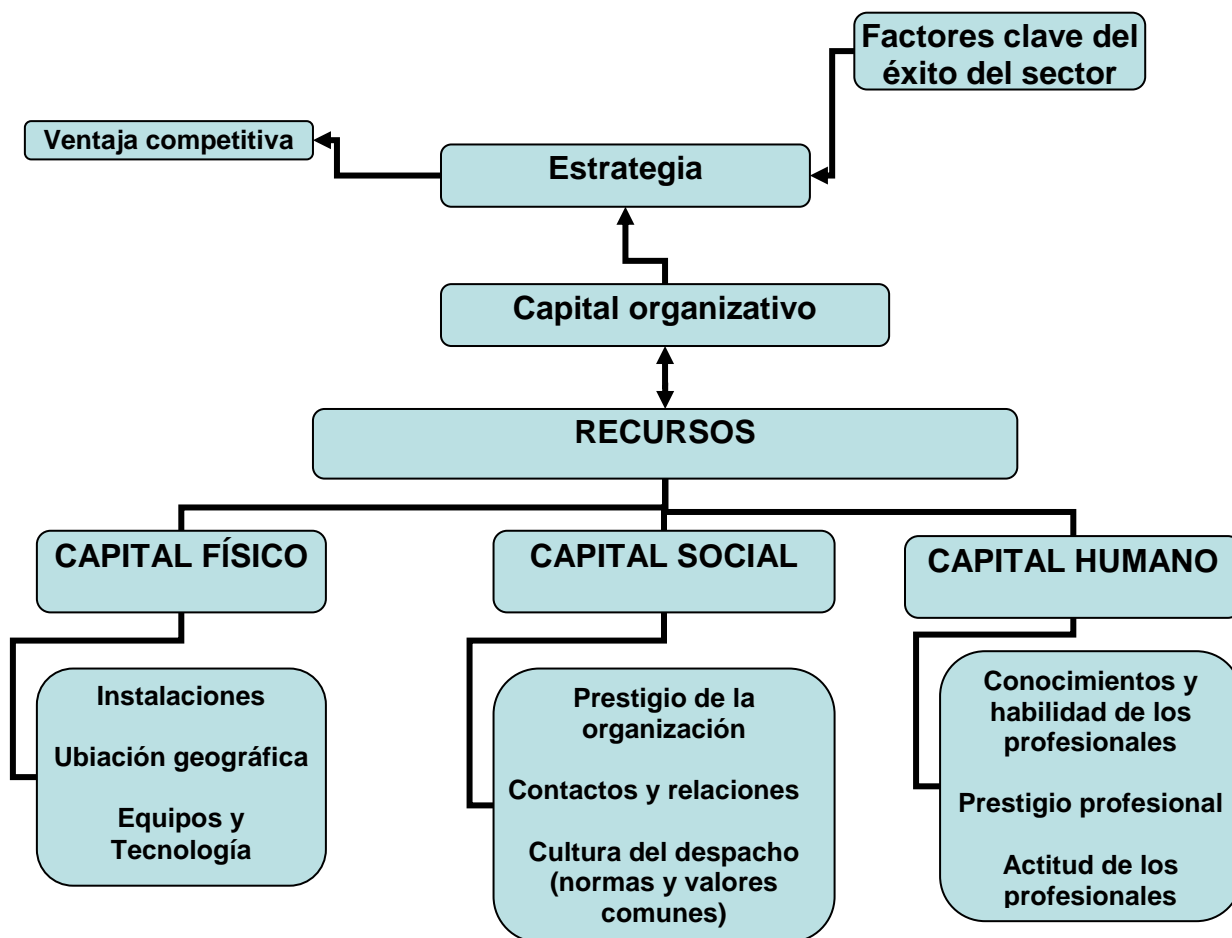 Factores clave del
éxito del sector
Ventaja competitiva
Estrategia
Capital organizativo
RECURSOS
CAPITAL FÍSICO
CAPITAL SOCIAL
CAPITAL HUMANO
Instalaciones
Ubiación geográfica
Equipos y
Tecnología
Prestigio de la
organización
Contactos y relaciones
Cultura del despacho
(normas y valores
comunes)
Conocimientos y
habilidad de los
profesionales
Prestigio profesional
Actitud de los
profesionales